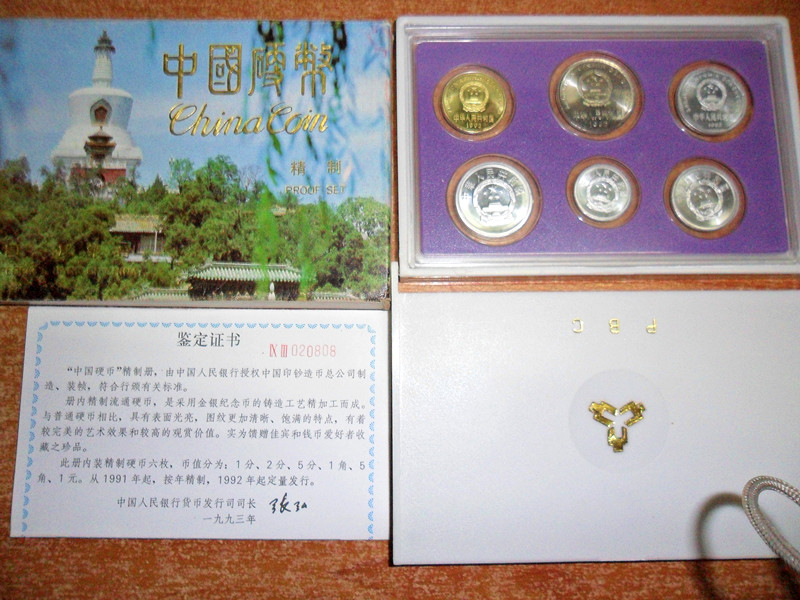 中國硬幣
China Coin
精 制
PROOF SET
中华人民共和国
1992
鉴定证书
Ⅸ Ⅲ 020808
“中国硬币”精制册，由中国人民银行授权中国印钞造币总公司制
造、装帧，符合行颁有关标准。
册内精制流通硬币，是采用金银纪念币的铸造工艺精加工而成。
与普通硬币相比，具有表面光亮，图纹更加清晰、饱满的特点，有着
较完美的艺术效果和较高的观赏价值。实为馈赠佳宾和钱币爱好者收
藏之珍品。
此册内装精制硬币六枚，币值分为：1分、2分、5分、1角、5
角、1元。从1991年起，按年精制，1992年起定量发行。
中国人民银行货币发行司司长
一九九三年